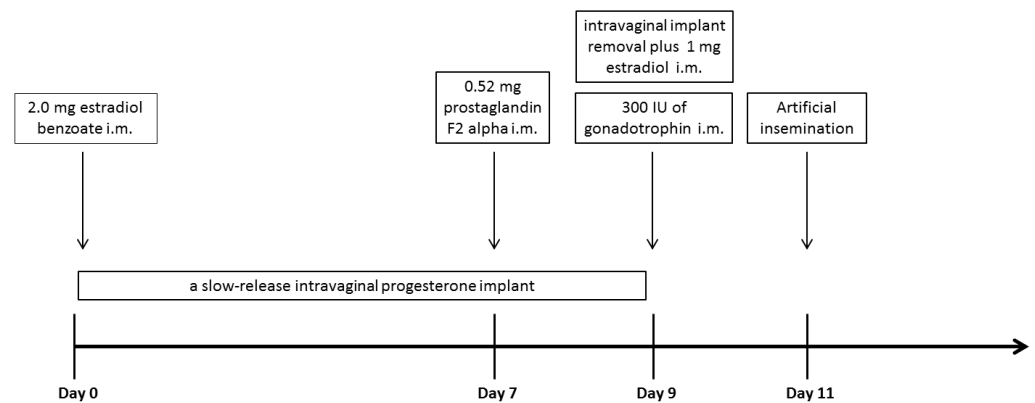 intravaginal implant
removal plus 1 mg
estradiol i.m.
2.0 mg estradiol
benzoate i.m.
0.52 mg
prostaglandin
F2 alpha i.m.
300 IU of
gonadotrophin i.m.
Artificial
insemination
a slow-release intravaginal progesterone implant
Day 0
Day 7
Day 9
Day 11